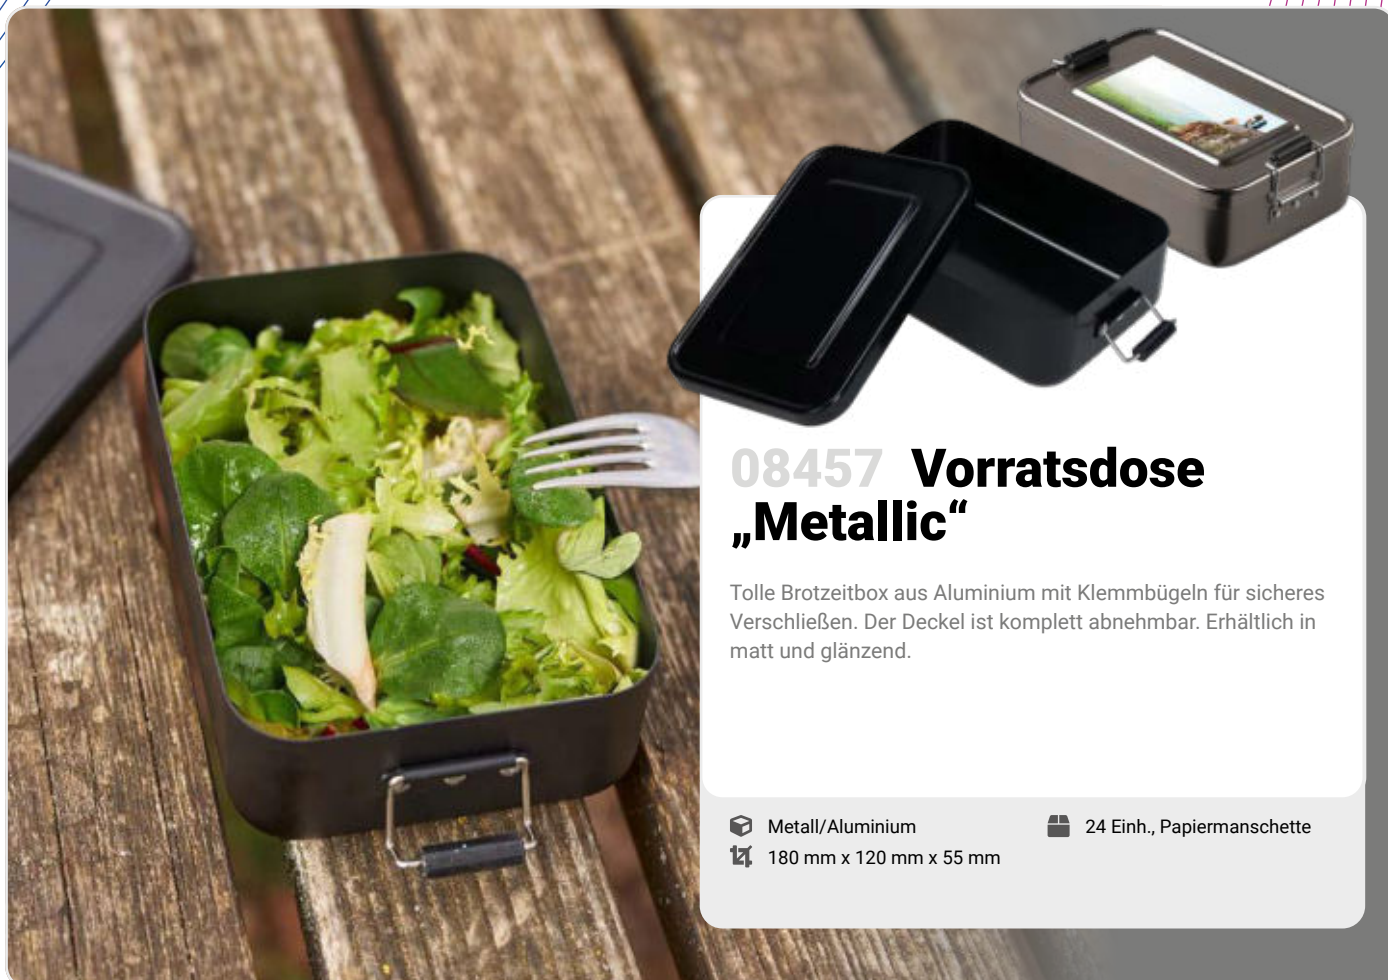 08457 Vorratsdose
„Metallic“
Tolle Brotzeitbox aus Aluminium mit Klemmbügeln für sicheres
Verschließen. Der Deckel ist komplett abnehmbar. Erhältlich in
matt und glänzend.
Metall/Aluminium
24 Einh., Papiermanschette
180 mm x 120 mm x 55 mm